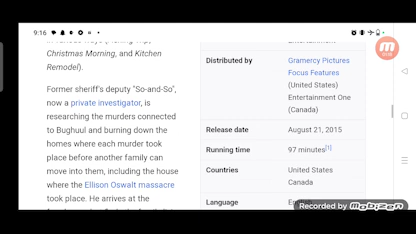 9:16
Christmas Morning, and Kitchen
Remodel).
Former sheriff's deputy "So-and-So",
now a private investigator, is
researching the murders connected
to Bughuul and burning down the
homes where each murder took
place before another family can
move into them, including the house
where the Ellison Oswalt massacre
took place. He arrives at the
Entertainment
Distributed by Gramercy Pictures
Focus Features
(United States)
Entertainment One
(Canada)
Release date August 21, 2015
Running time 97 minutes[1]
Countries United States
Canada
Language
Recorded by Mobizen